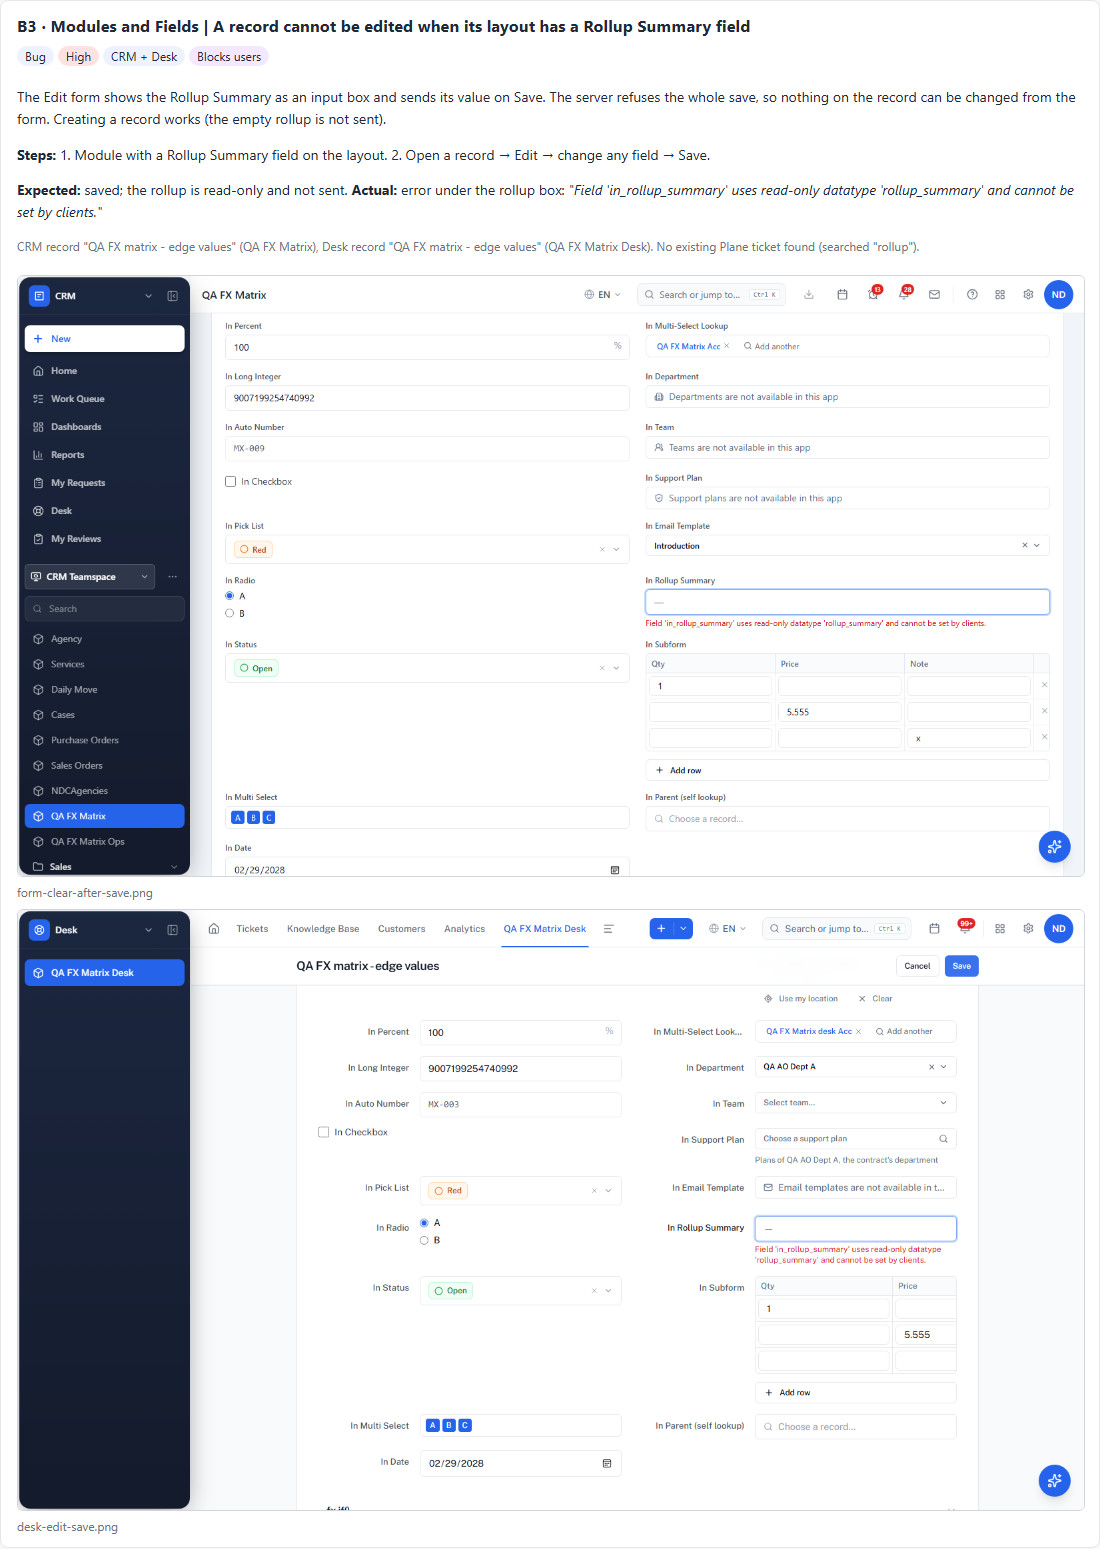 B3 · Modules and Fields | A record cannot be edited when its layout has a Rollup Summary field
Bug High CRM + Desk Blocks users
The Edit form shows the Rollup Summary as an input box and sends its value on Save. The server refuses the whole save, so nothing on the record can be changed from the
form. Creating a record works (the empty rollup is not sent).
Steps: 1. Module with a Rollup Summary field on the layout. 2. Open a record → Edit → change any field → Save.
Expected: saved; the rollup is read-only and not sent. Actual: error under the rollup box: "Field 'in_rollup_summary' uses read-only datatype 'rollup_summary' and cannot be
set by clients."
CRM record "QA FX matrix - edge values" (QA FX Matrix), Desk record "QA FX matrix - edge values" (QA FX Matrix Desk). No existing Plane ticket found (searched "rollup").
CRM
New
Home
Work Queue
Dashboards
Reports
My Requests
Desk
My Reviews
CRM Teamspace
Search
Agency
Services
Daily Move
Cases
Purchase Orders
Sales Orders
NDCAgencies
QA FX Matrix
QA FX Matrix Ops
Sales
QA FX Matrix
EN
Search or jump to... Ctrl K
13
28
ND
In Percent
100 %
In Long Integer
9007199254740992
In Auto Number
MX-009
In Checkbox
In Pick List
Red
In Radio
A
B
In Status
Open
In Multi Select
A B C
In Date
02/29/2028
In Multi-Select Lookup
QA FX Matrix Acc × Add another
In Department
Departments are not available in this app
In Team
Teams are not available in this app
In Support Plan
Support plans are not available in this app
In Email Template
Introduction
In Rollup Summary
—
Field 'in_rollup_summary' uses read-only datatype 'rollup_summary' and cannot be set by clients.
In Subform
Qty Price Note
1
5.555
x
+ Add row
In Parent (self lookup)
Choose a record...
form-clear-after-save.png
Desk
QA FX Matrix Desk
Tickets Knowledge Base Customers Analytics QA FX Matrix Desk
EN
Search or jump to... Ctrl K
99+
ND
QA FX matrix - edge values
Cancel Save
Use my location × Clear
In Percent 100 %
In Long Integer 9007199254740992
In Auto Number MX-003
In Checkbox
In Pick List Red
In Radio A
B
In Status Open
In Multi Select A B C
In Date 02/29/2028
In Multi-Select Look... QA FX Matrix desk Acc × Add another
In Department QA AO Dept A
In Team Select team...
In Support Plan Choose a support plan
Plans of QA AO Dept A, the contract's department
In Email Template Email templates are not available in t...
In Rollup Summary —
Field 'in_rollup_summary' uses read-only datatype
'rollup_summary' and cannot be set by clients.
In Subform Qty Price
1
5.555
+ Add row
In Parent (self lookup) Choose a record...
desk-edit-save.png